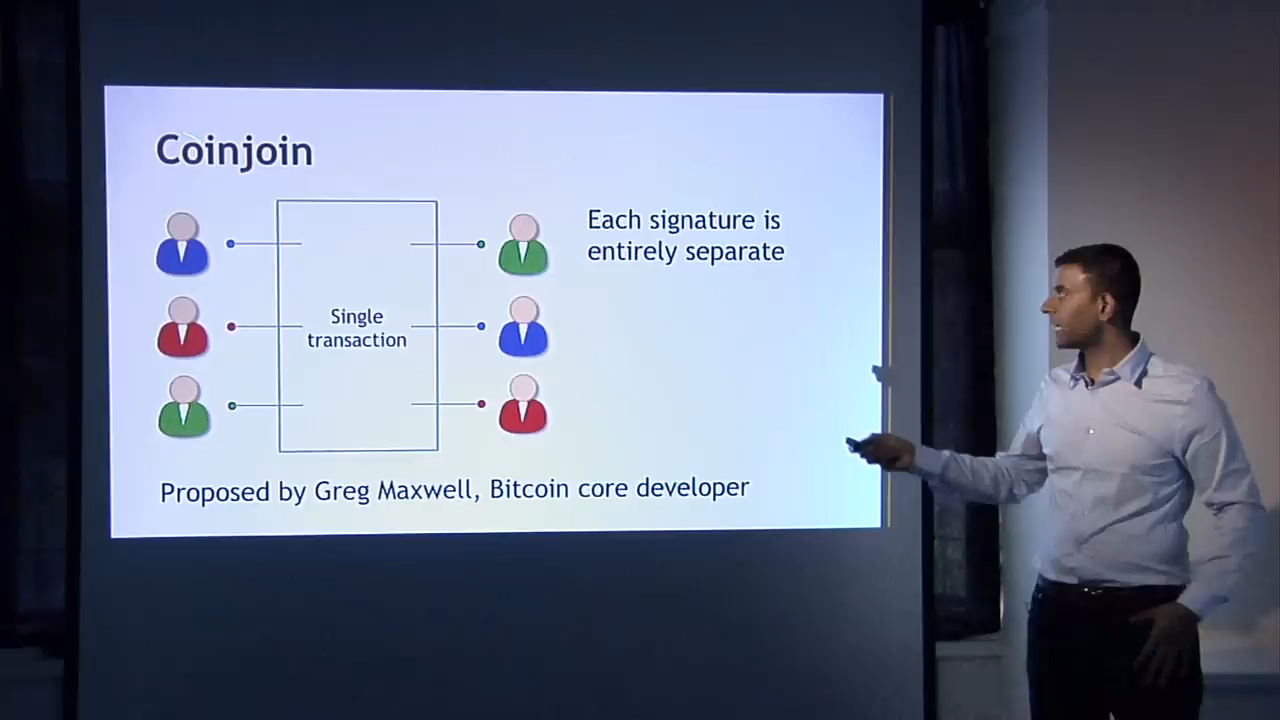 Coinjoin
Each signature is
entirely separate
Single
transaction
Proposed by Greg Maxwell, Bitcoin core developer